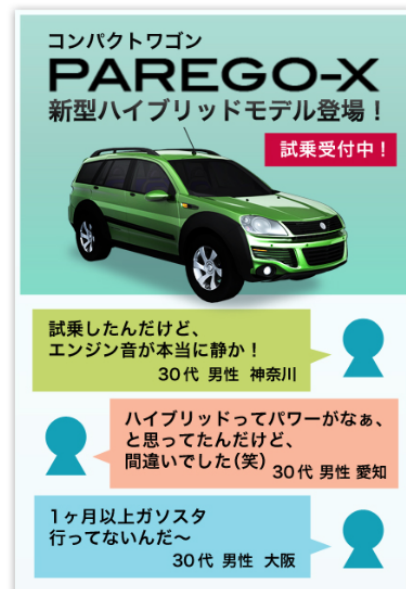 コンパクトワゴン
PAREGO-X
新型ハイブリッドモデル登場！
試乗受付中！
試乗したんだけど、
エンジン音が本当に静か！
30代 男性 神奈川
ハイブリッドってパワーがなぁ、
と思ってたんだけど、
間違いでした(笑)
30代 男性 愛知
1ヶ月以上ガソスタ
行ってないんだ〜
30代 男性 大阪